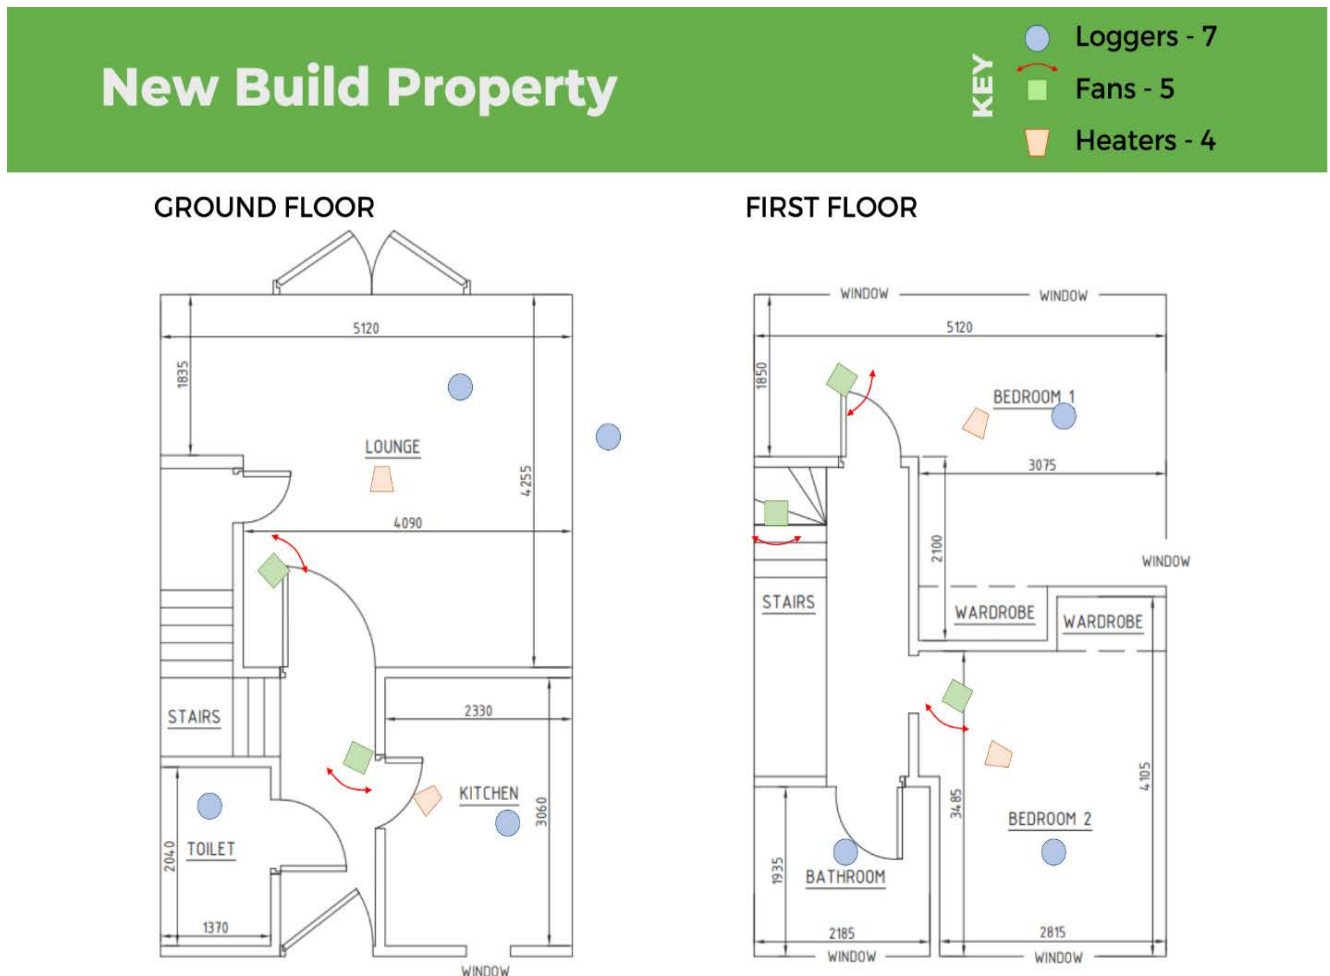 New Build Property
KEY
Loggers - 7
Fans - 5
Heaters - 4
GROUND FLOOR
5120
1835
LOUNGE
4255
4090
STAIRS
2330
KITCHEN
3060
2040
TOILET
1370
WINDOW
FIRST FLOOR
WINDOW
WINDOW
5120
1850
BEDROOM 1
3075
2100
WINDOW
STAIRS
WARDROBE
WARDROBE
4105
3485
BEDROOM 2
1935
BATHROOM
2185
2815
WINDOW
WINDOW